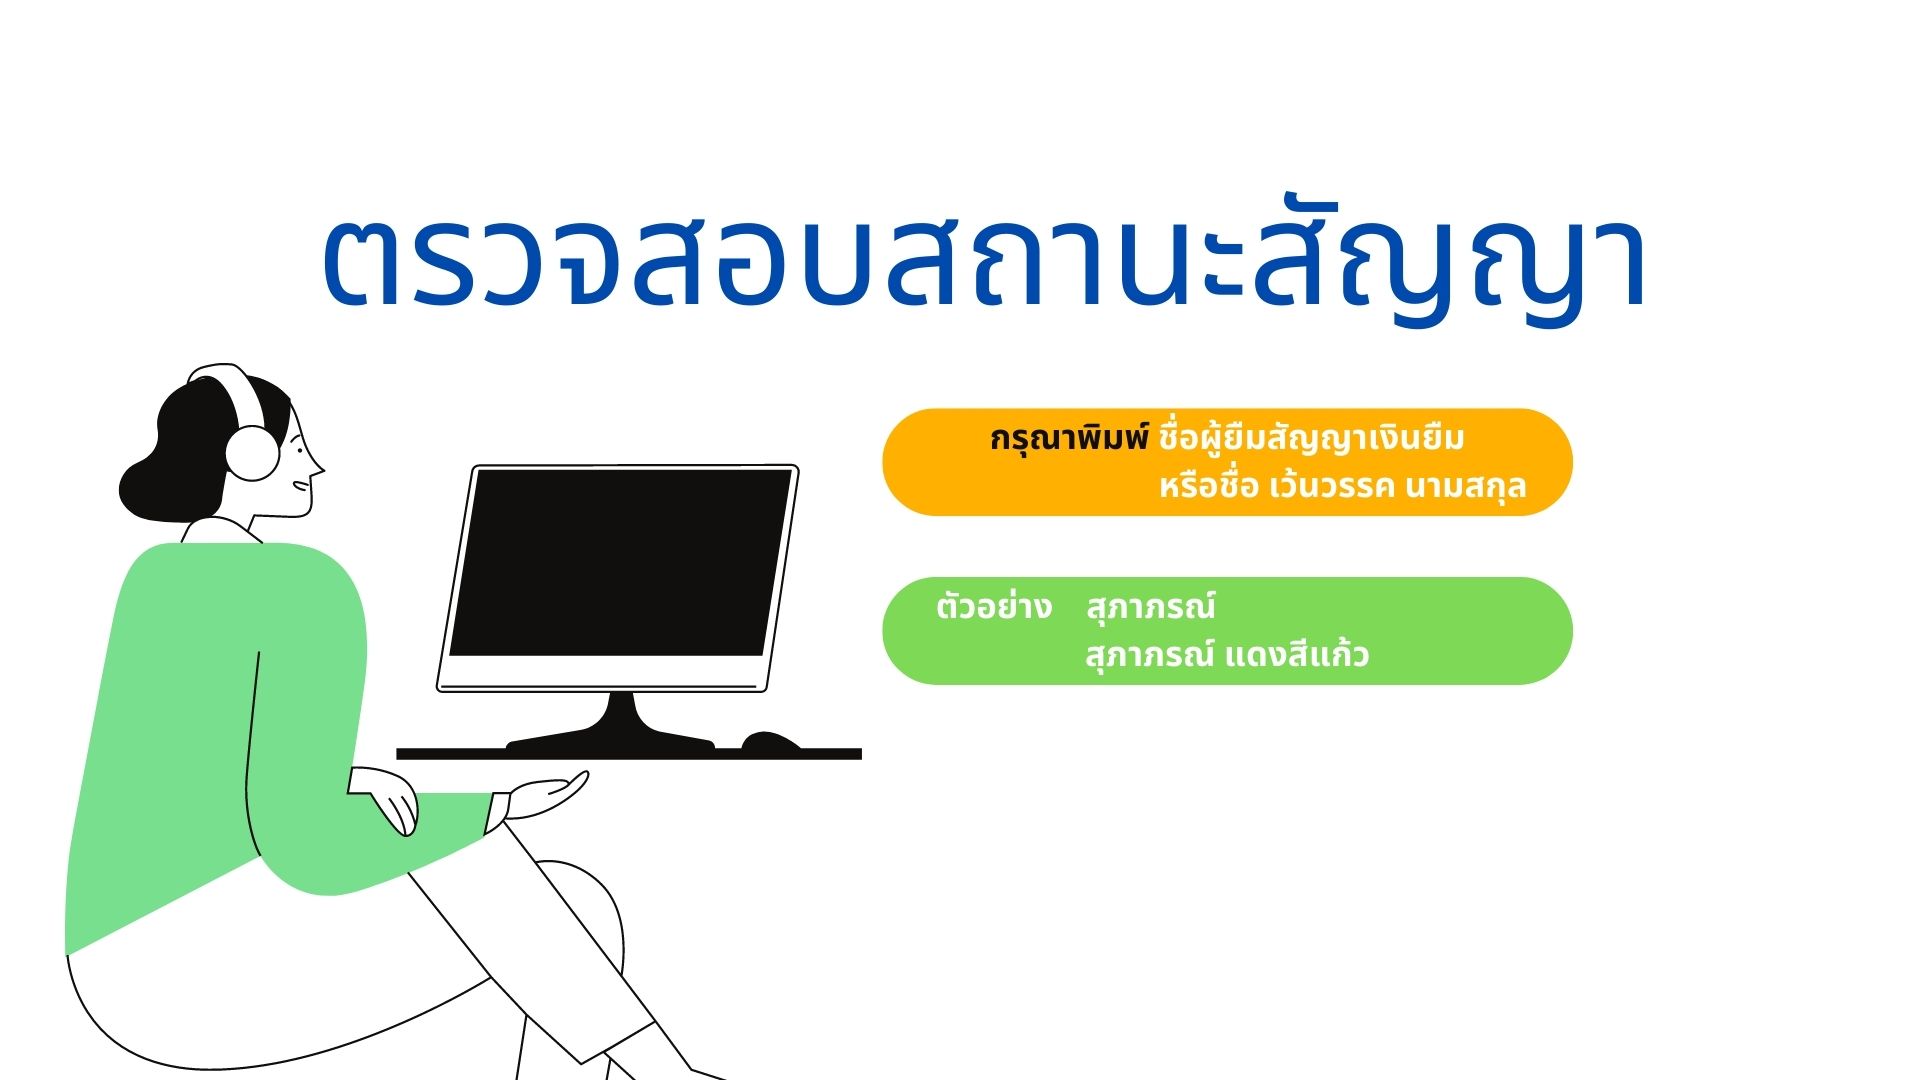 ตรวจสอบสถานะสัญญา
กรุณาพิมพ์ ชื่อผู้ยืมสัญญาเงินยืม
หรือชื่อ เว้นวรรค นามสกุล
ตัวอย่าง สุภาภรณ์
สุภาภรณ์ แดงสีแก้ว